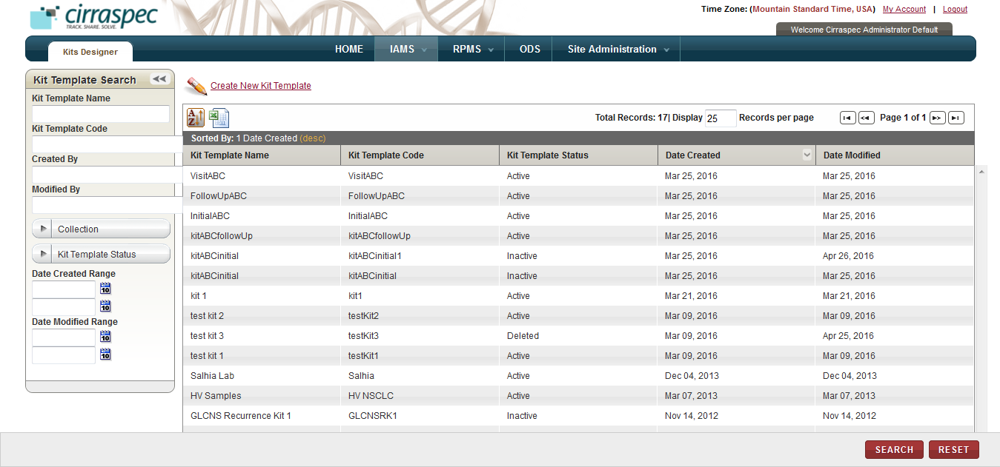 cirraspec
TRACK. SHARE. SOLVE.
Time Zone: (Mountain Standard Time, USA) My Account | Logout
Welcome Cirraspec Administrator Default
Kits Designer
HOME IAMS RPMS ODS Site Administration
Kit Template Search
Kit Template Name
Kit Template Code
Created By
Modified By
Collection
Kit Template Status
Date Created Range
10
10
Date Modified Range
10
10
Create New Kit Template
A Z
Total Records: 17| Display 25 Records per page Page 1 of 1
Sorted By: 1 Date Created (desc)
Kit Template Name Kit Template Code Kit Template Status Date Created Date Modified
VisitABC VisitABC Active Mar 25, 2016 Mar 25, 2016
FollowUpABC FollowUpABC Active Mar 25, 2016 Mar 25, 2016
InitialABC InitialABC Active Mar 25, 2016 Mar 25, 2016
kitABCfollowUp kitABCfollowUp Active Mar 25, 2016 Mar 25, 2016
kitABCinitial kitABCinitial1 Inactive Mar 25, 2016 Apr 26, 2016
kitABCinitial kitABCinitial Inactive Mar 25, 2016 Mar 25, 2016
kit 1 kit1 Active Mar 21, 2016 Mar 21, 2016
test kit 2 testKit2 Active Mar 09, 2016 Mar 09, 2016
test kit 3 testKit3 Deleted Mar 09, 2016 Apr 25, 2016
test kit 1 testKit1 Active Mar 09, 2016 Mar 09, 2016
Salhia Lab Salhia Active Dec 04, 2013 Dec 04, 2013
HV Samples HV NSCLC Active Mar 07, 2013 Mar 07, 2013
GLCNS Recurrence Kit 1 GLCNSRK1 Inactive Nov 14, 2012 Nov 14, 2012
SEARCH RESET